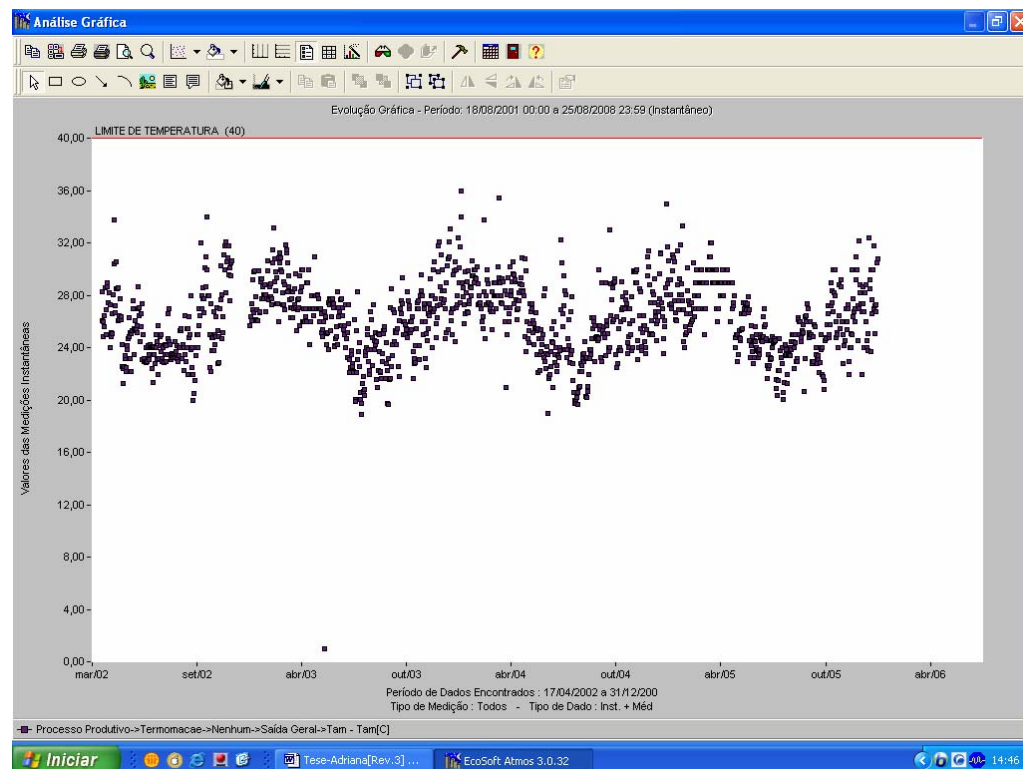 Análise Gráfica
Evolução Gráfica - Período: 18/08/2001 00:00 a 25/08/2008 23:59 (Instantâneo)
LIMITE DE TEMPERATURA (40)
40,00
36,00
32,00
28,00
24,00
20,00
16,00
12,00
8,00
4,00
0,00
Valores das Medições Instantâneas
mar/02 set/02 abr/03 out/03 abr/04 out/04 abr/05 out/05 abr/06
Período de Dados Encontrados : 17/04/2002 a 31/12/200
Tipo de Medição : Todos - Tipo de Dado : Inst. + Méd
Processo Produtivo->Termomacae->Nenhum->Saída Geral->Tam - Tam[C]
Iniciar
Tese-Adriana[Rev.3] ...
EcoSoft Atmos 3.0.32
14:46